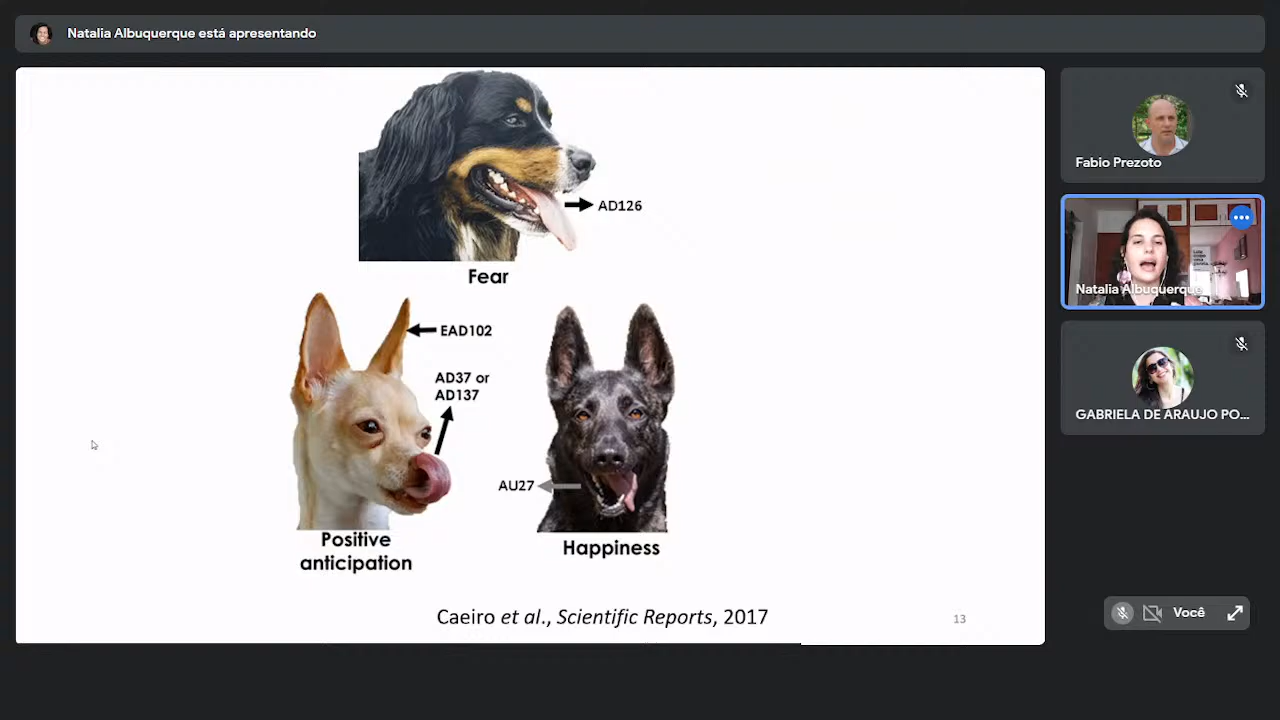 Natalia Albuquerque está apresentando
AD126
Fear
EAD102
AD37 or
AD137
AU27
Positive
anticipation
Happiness
Caeiro et al., Scientific Reports, 2017
13
Fabio Prezoto
Natalia Albuquerque
GABRIELA DE ARAUJO PO...
Você